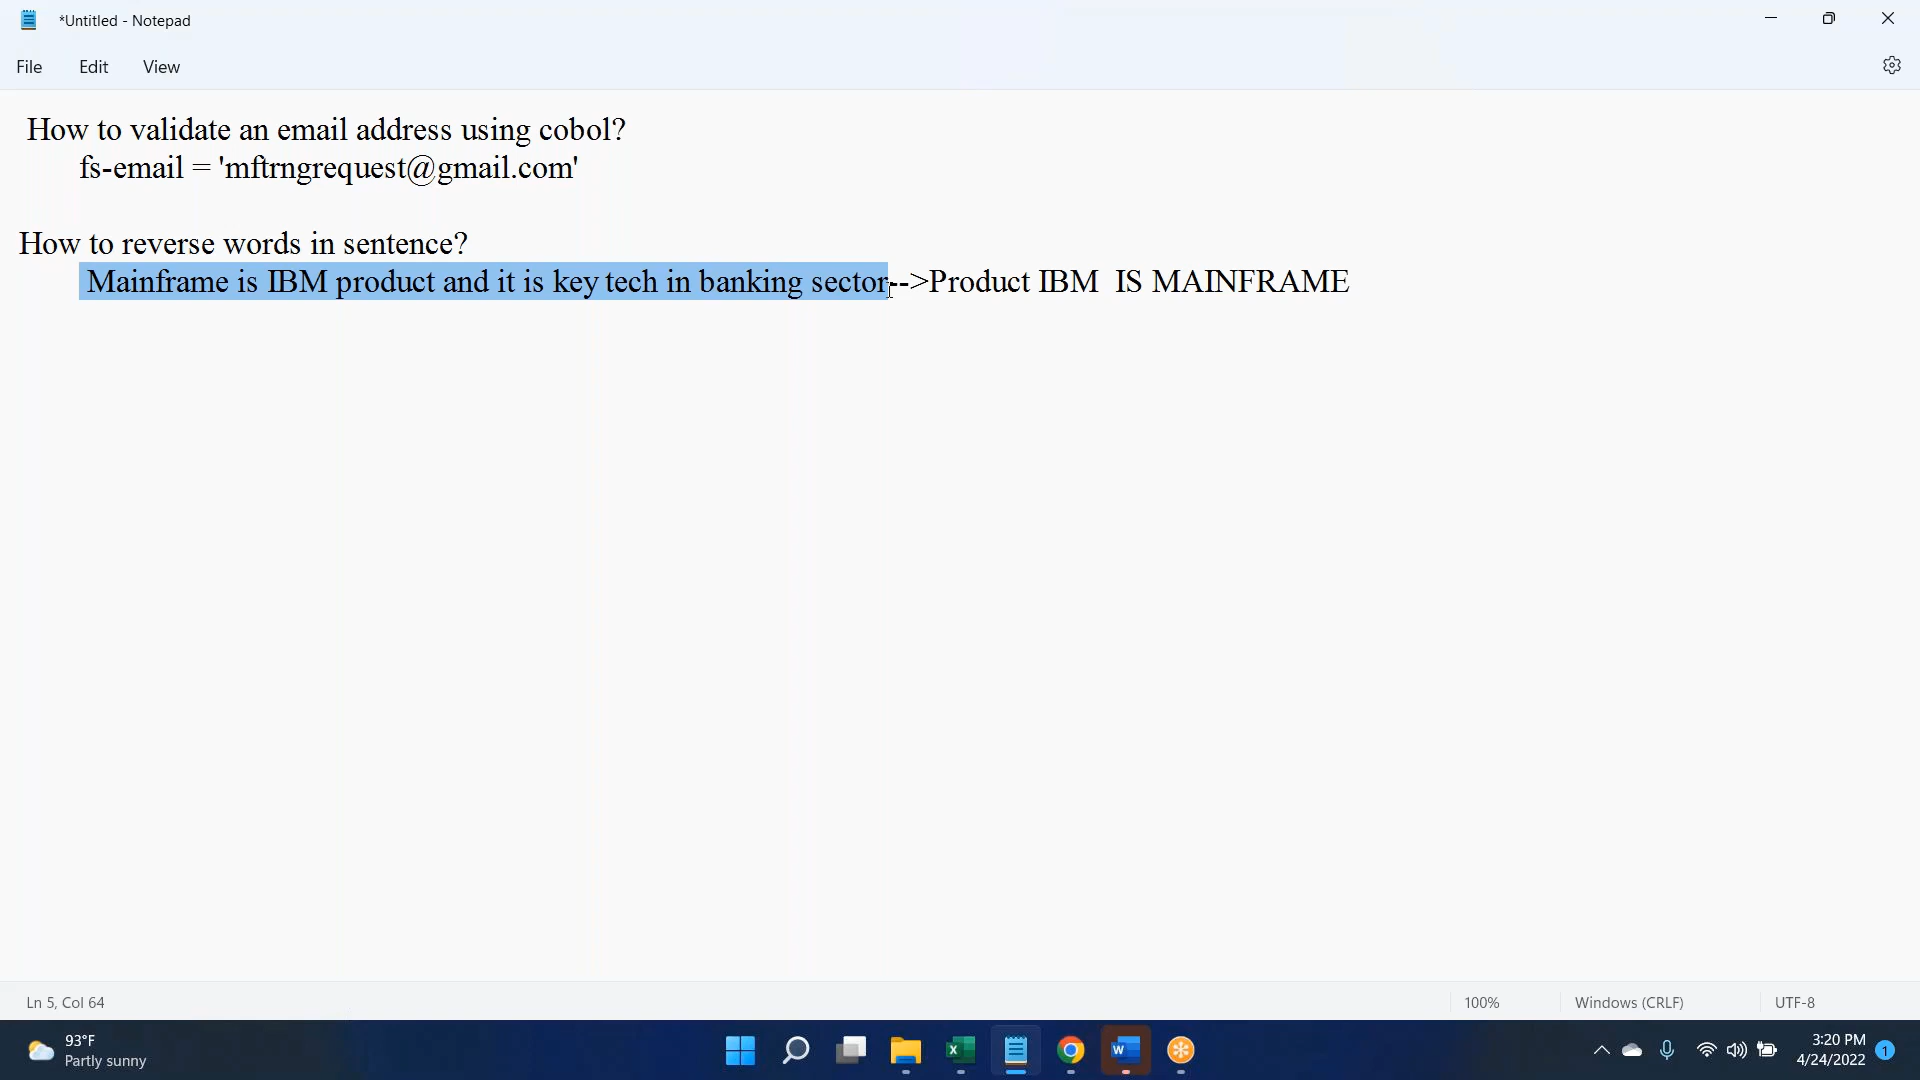 *Untitled - Notepad
File Edit View
How to validate an email address using cobol?
fs-email = 'mftrngrequest@gmail.com'
How to reverse words in sentence?
Mainframe is IBM product and it is key tech in banking sector-->Product IBM  IS MAINFRAME
Ln 5, Col 64 100% Windows (CRLF) UTF-8
93°F
Partly sunny
3:20 PM
4/24/2022 1